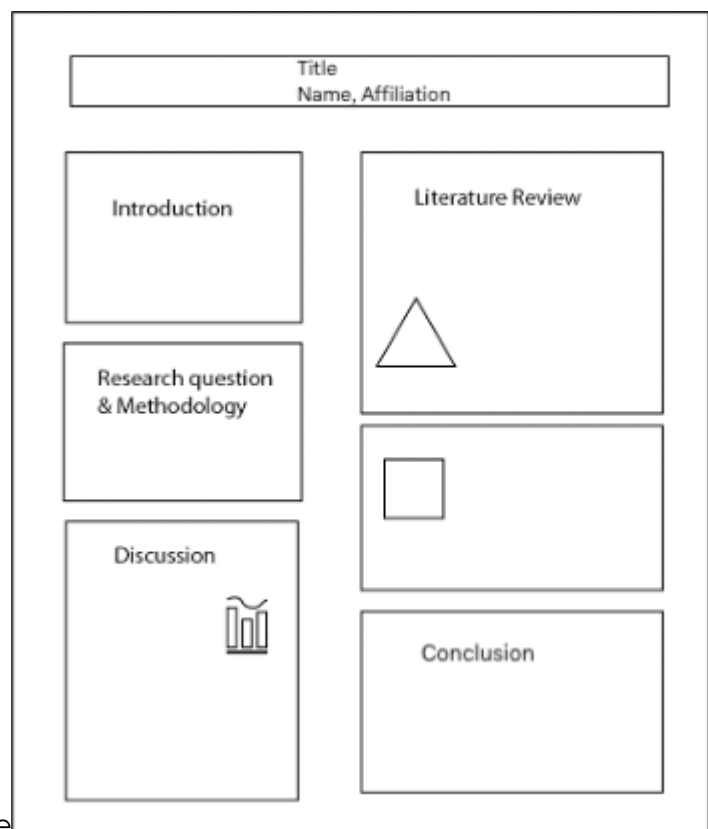 Title
Name, Affiliation
Introduction
Literature Review
Research question
& Methodology
Discussion
Conclusion
e